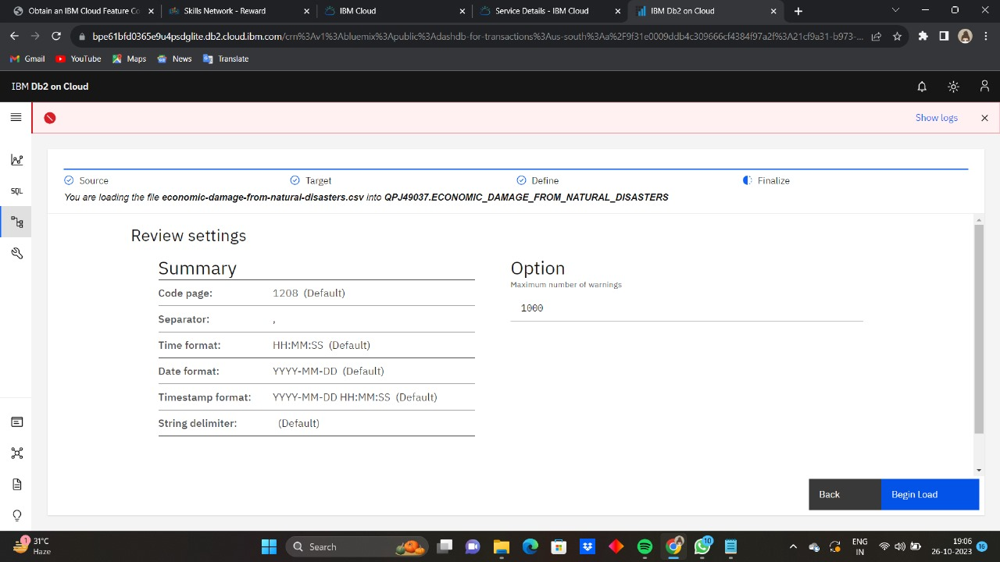 Obtain an IBM Cloud Feature Co
Skills Network - Reward
IBM Cloud
Service Details - IBM Cloud
IBM Db2 on Cloud
bpe61bfd0365e9u4psdglite.db2.cloud.ibm.com/crn%3Av1%3Abluemix%3Apublic%3Adashdb-for-transactions%3Aus-south%3Aa%2F9f31e0009ddb4c309666cf4384f97a2f%3A21cf9a31-b973-...
Gmail
YouTube
Maps
News
Translate
IBM Db2 on Cloud
Show logs
Source
Target
Define
Finalize
You are loading the file economic-damage-from-natural-disasters.csv into QPJ49037.ECONOMIC_DAMAGE_FROM_NATURAL_DISASTERS
SQL
Review settings
Summary
Code page: 1208 (Default)
Separator: ,
Time format: HH:MM:SS (Default)
Date format: YYYY-MM-DD (Default)
Timestamp format: YYYY-MM-DD HH:MM:SS (Default)
String delimiter: (Default)
Option
Maximum number of warnings
1000
Back
Begin Load
1
31°C
Haze
Search
10
ENG
IN
19:06
26-10-2023
16